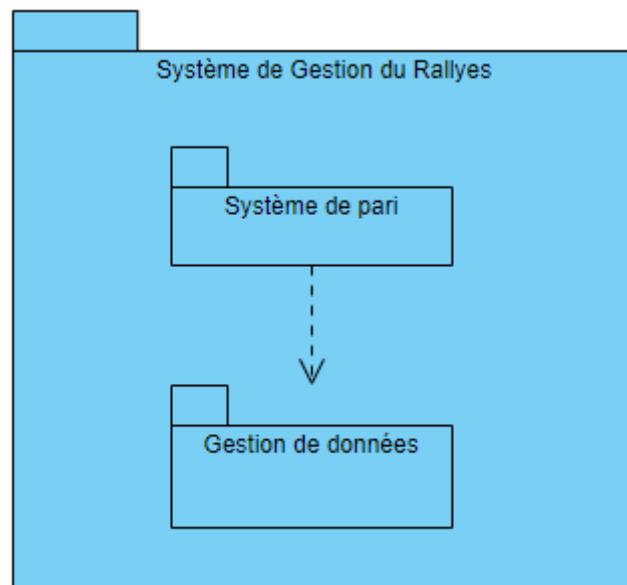 Système de Gestion du Rallyes
Système de pari
Gestion de données